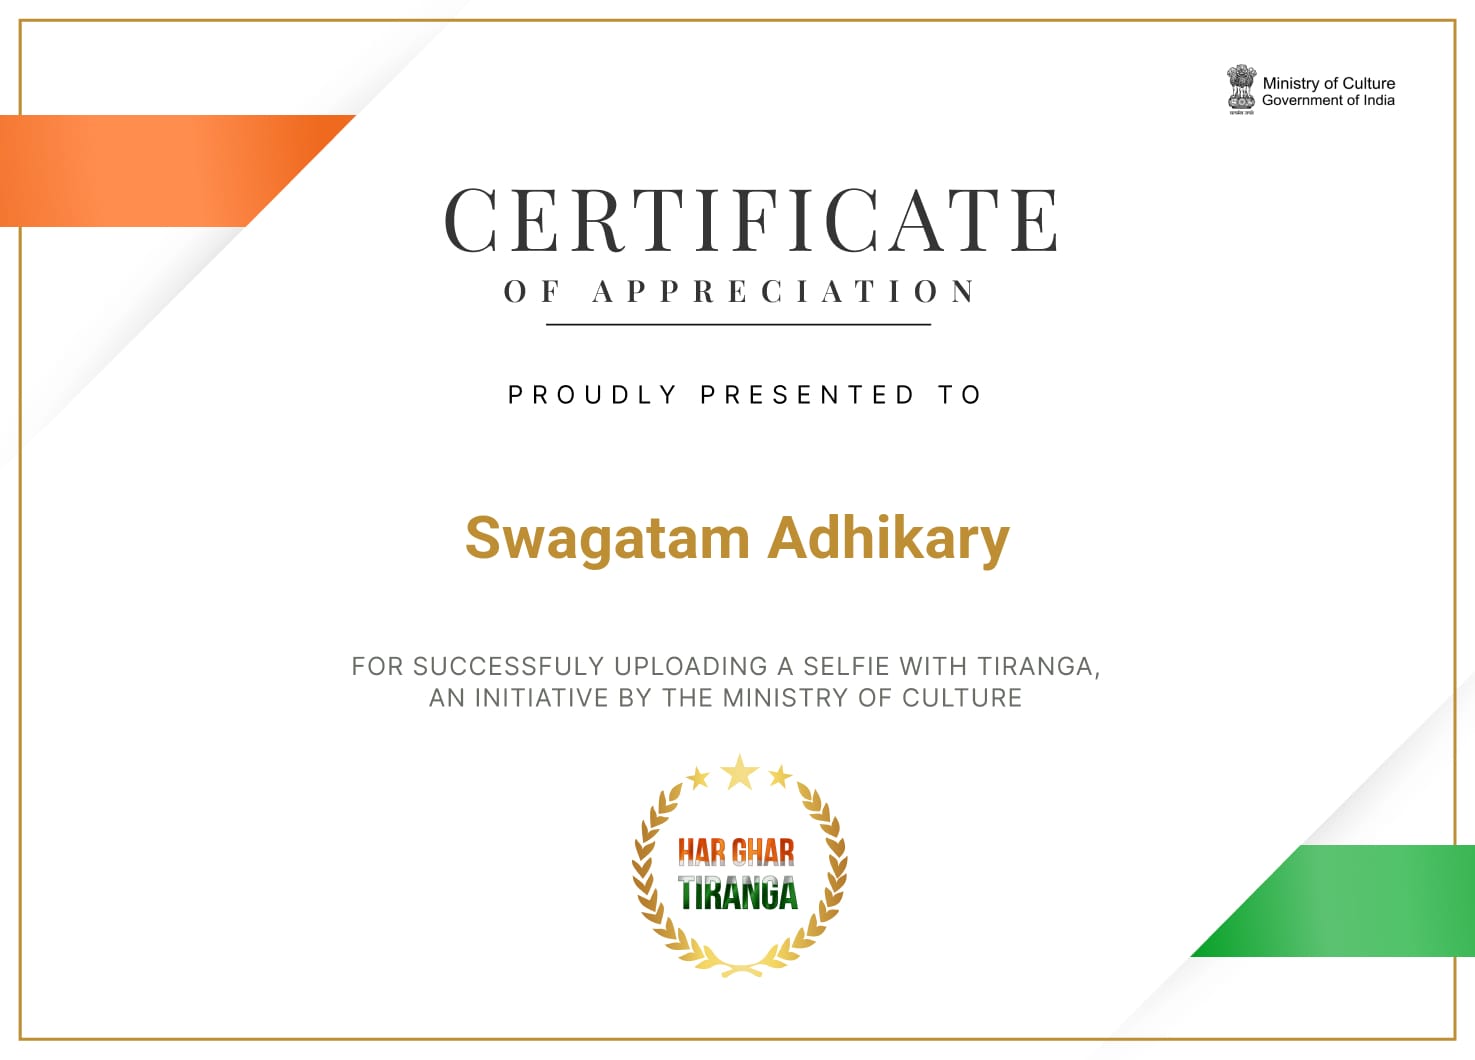 Ministry of Culture
Government of India
CERTIFICATE
OF APPRECIATION
PROUDLY PRESENTED TO
Swagatam Adhikary
FOR SUCCESSFULY UPLOADING A SELFIE WITH TIRANGA,
AN INITIATIVE BY THE MINISTRY OF CULTURE
HAR GHAR
TIRANGA